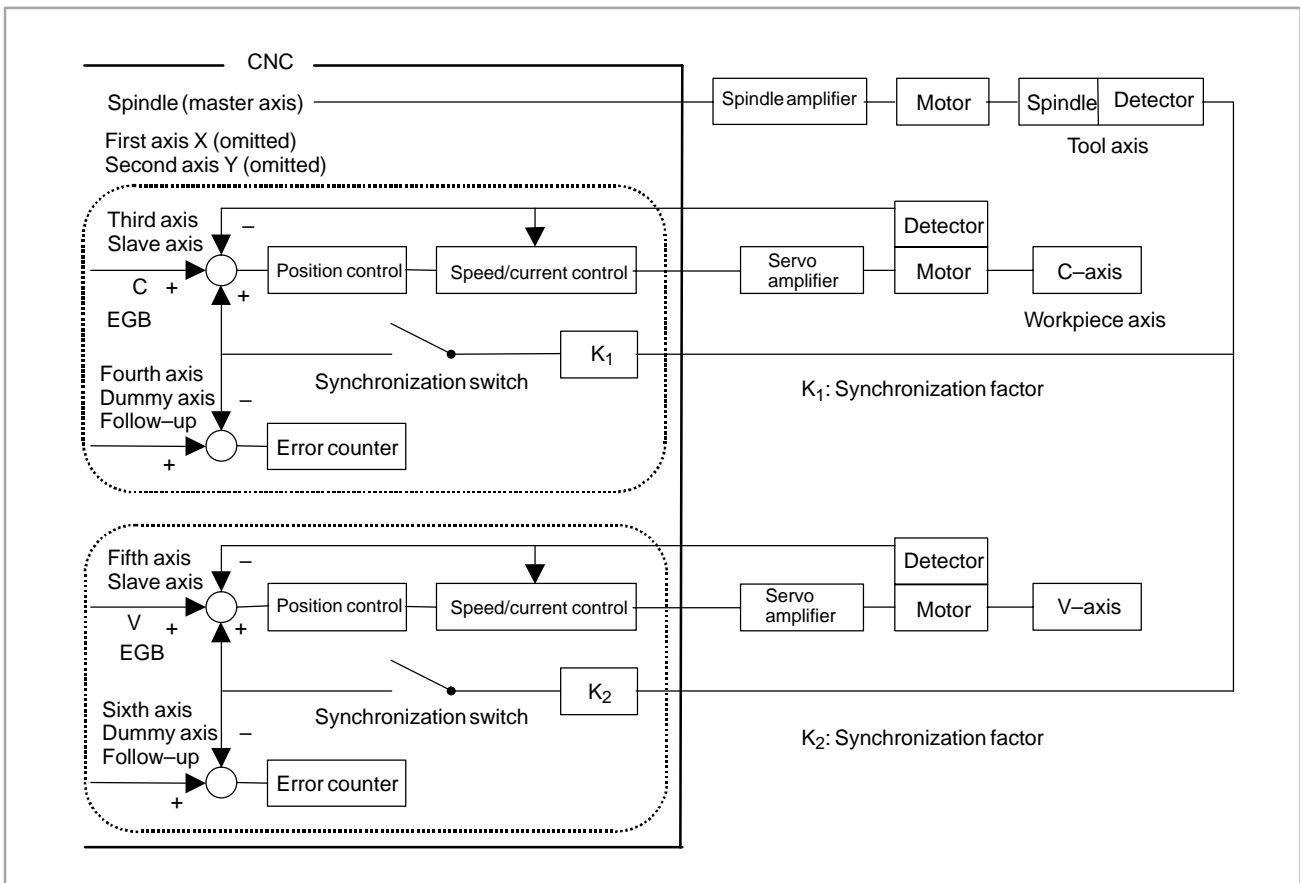 CNC
Spindle (master axis)
Spindle amplifier
Motor
Spindle
Detector
Tool axis
First axis X (omitted)
Second axis Y (omitted)
Third axis
Slave axis
–
Detector
C
+
+
Position control
Speed/current control
Servo
amplifier
Motor
C–axis
EGB
Workpiece axis
K1
Synchronization switch
K1: Synchronization factor
Fourth axis
Dummy axis
Follow–up
–
+
Error counter
Fifth axis
Slave axis
–
Detector
V
+
+
Position control
Speed/current control
Servo
amplifier
Motor
V–axis
EGB
K2
Synchronization switch
K2: Synchronization factor
Sixth axis
Dummy axis
Follow–up
–
+
Error counter